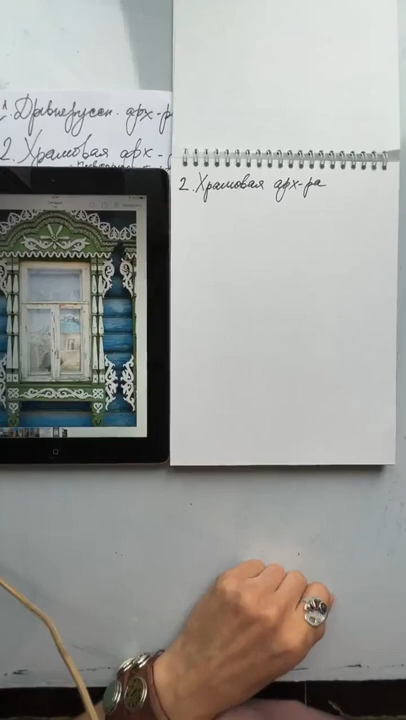 1. Древнерусск. арх-ра
2. Храмовая арх-
2. Храмовая арх-ра